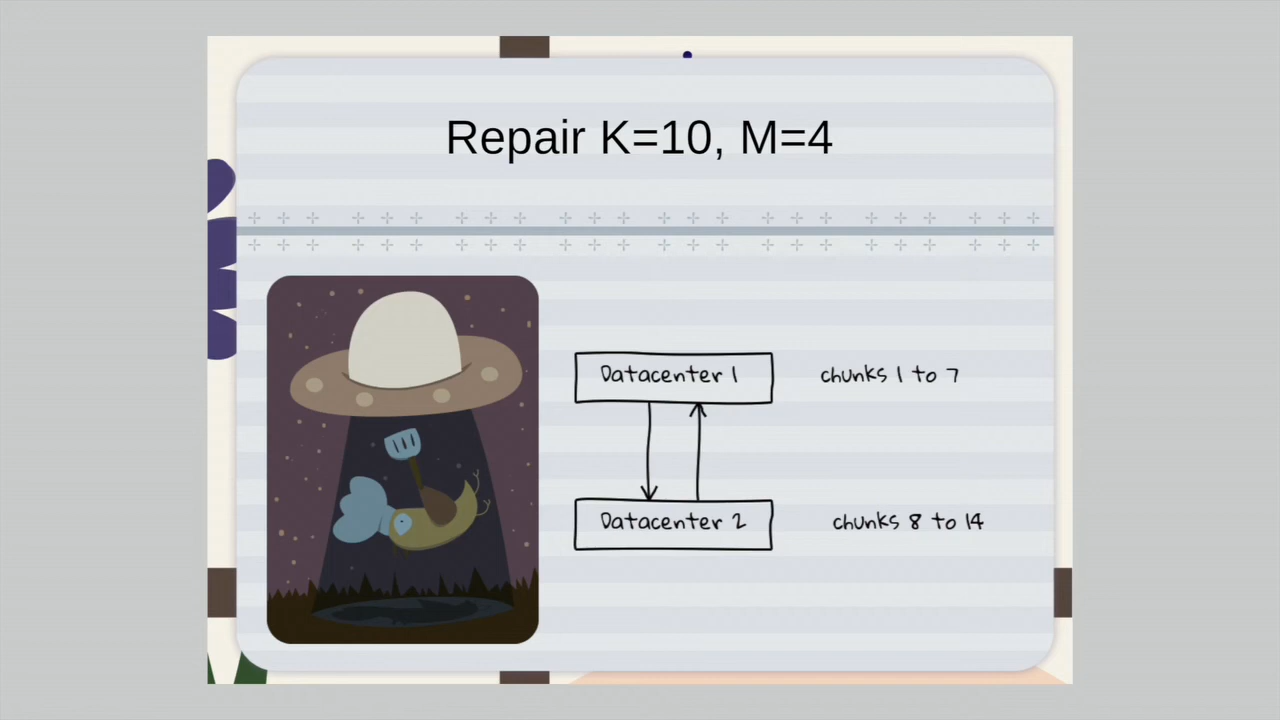 Repair K=10, M=4
Datacenter 1
chunks 1 to 7
Datacenter 2
chunks 8 to 14